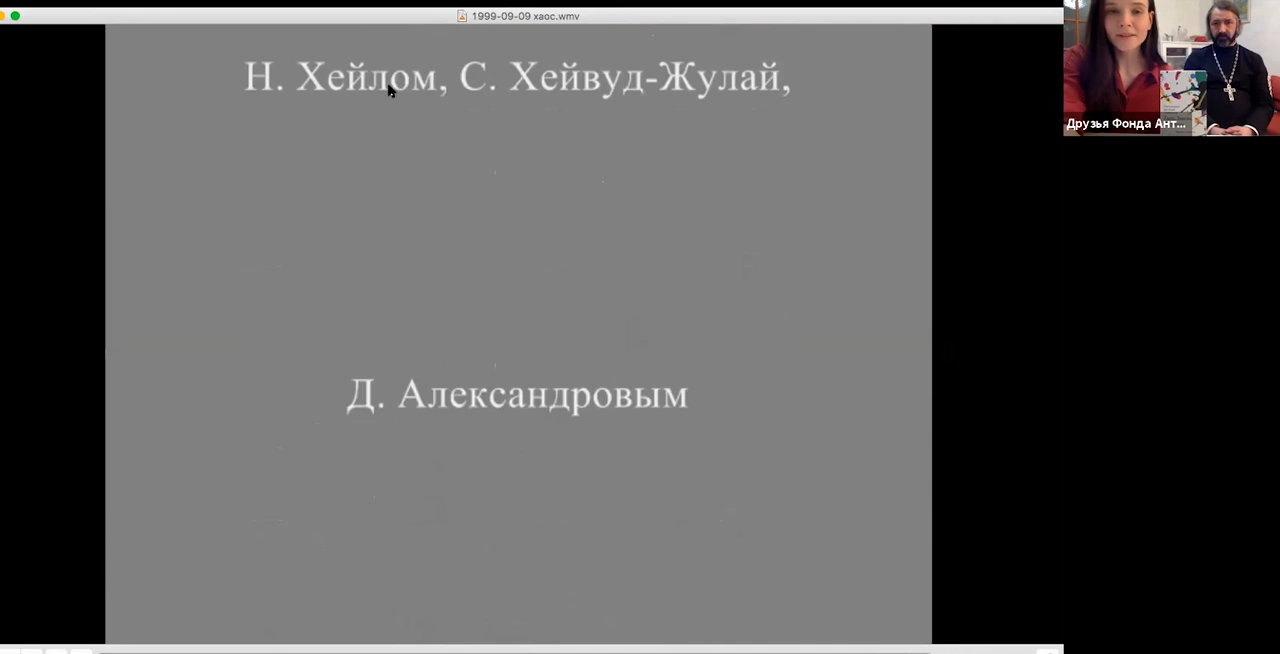 1999-09-09 хаос.wmv
Н. Хейлом, С. Хейвуд-Жулай,
Д. Александровым
Друзья Фонда Ант...